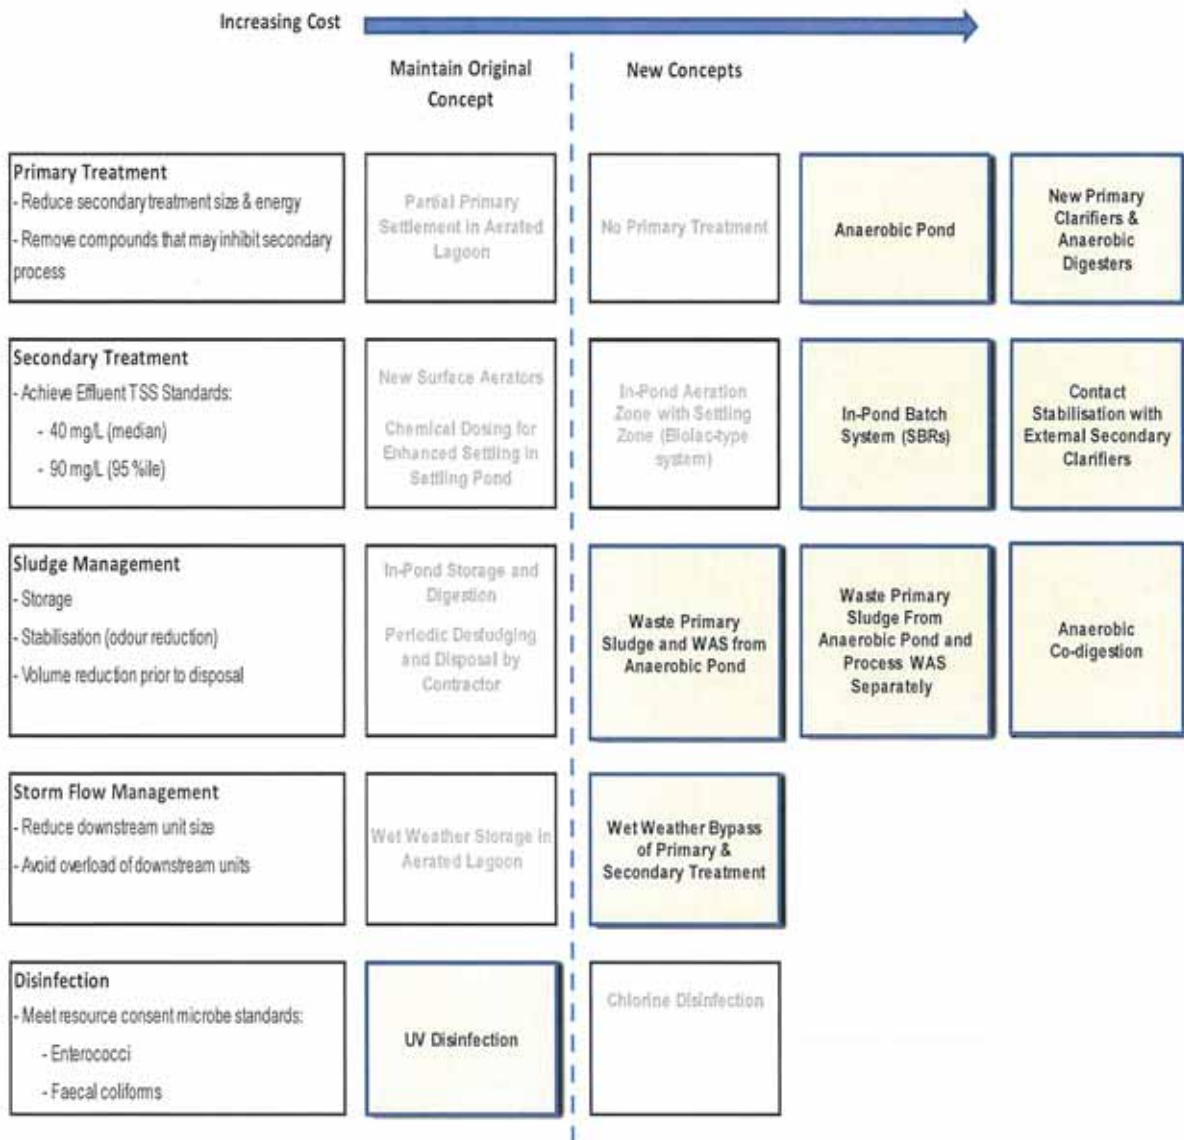 Increasing Cost
Maintain Original
Concept
New Concepts
Primary Treatment
- Reduce secondary treatment size & energy
- Remove compounds that may inhibit secondary
process
Partial Primary
Settlement in Aerated
Lagoon
No Primary Treatment
Anaerobic Pond
New Primary
Clarifiers &
Anaerobic
Digesters
Secondary Treatment
- Achieve Effluent TSS Standards:
- 40 mg/L (median)
- 90 mg/L (95 %ile)
New Surface Aerators
Chemical Dosing for
Enhanced Settling in
Settling Pond
In-Pond Aeration
Zone with Settling
Zone (Biolac-type
system)
In-Pond Batch
System (SBRs)
Contact
Stabilisation with
External Secondary
Clarifiers
Sludge Management
- Storage
- Stabilisation (odour reduction)
- Volume reduction prior to disposal
In-Pond Storage and
Digestion
Periodic Desludging
and Disposal by
Contractor
Waste Primary
Sludge and WAS from
Anaerobic Pond
Waste Primary
Sludge From
Anaerobic Pond and
Process WAS
Separately
Anaerobic
Co-digestion
Storm Flow Management
- Reduce downstream unit size
- Avoid overload of downstream units
Wet Weather Storage in
Aerated Lagoon
Wet Weather Bypass
of Primary &
Secondary Treatment
Disinfection
- Meet resource consent microbe standards:
- Enterococci
- Faecal coliforms
UV Disinfection
Chlorine Disinfection